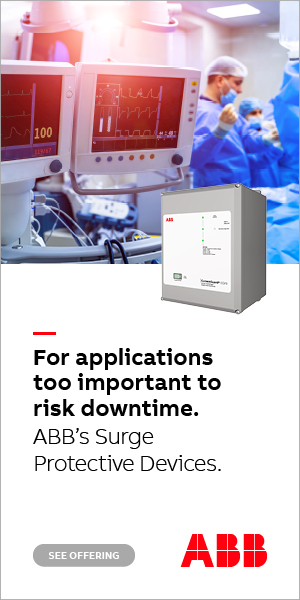 100
ABB
For applications
too important to
risk downtime.
ABB's Surge
Protective Devices.
SEE OFFERING
ABB